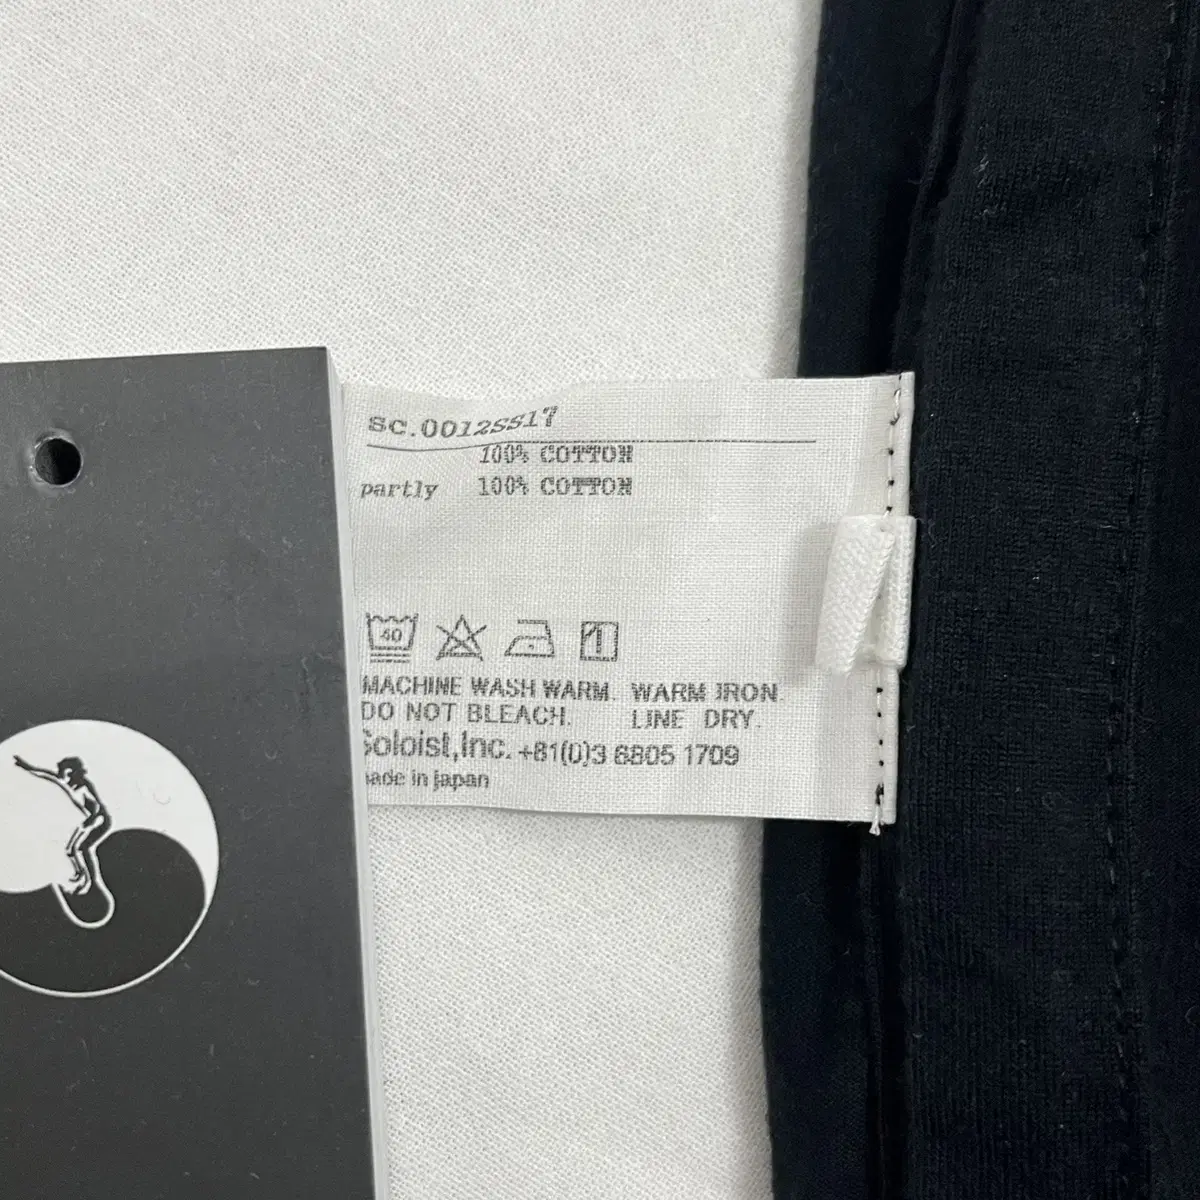 sc.0012SS17
100% COTTON
partly 100% COTTON
40
MACHINE WASH WARM. WARM IRON.
DO NOT BLEACH. LINE DRY.
Soloist,Inc. +81(0)3 6805 1709
made in japan